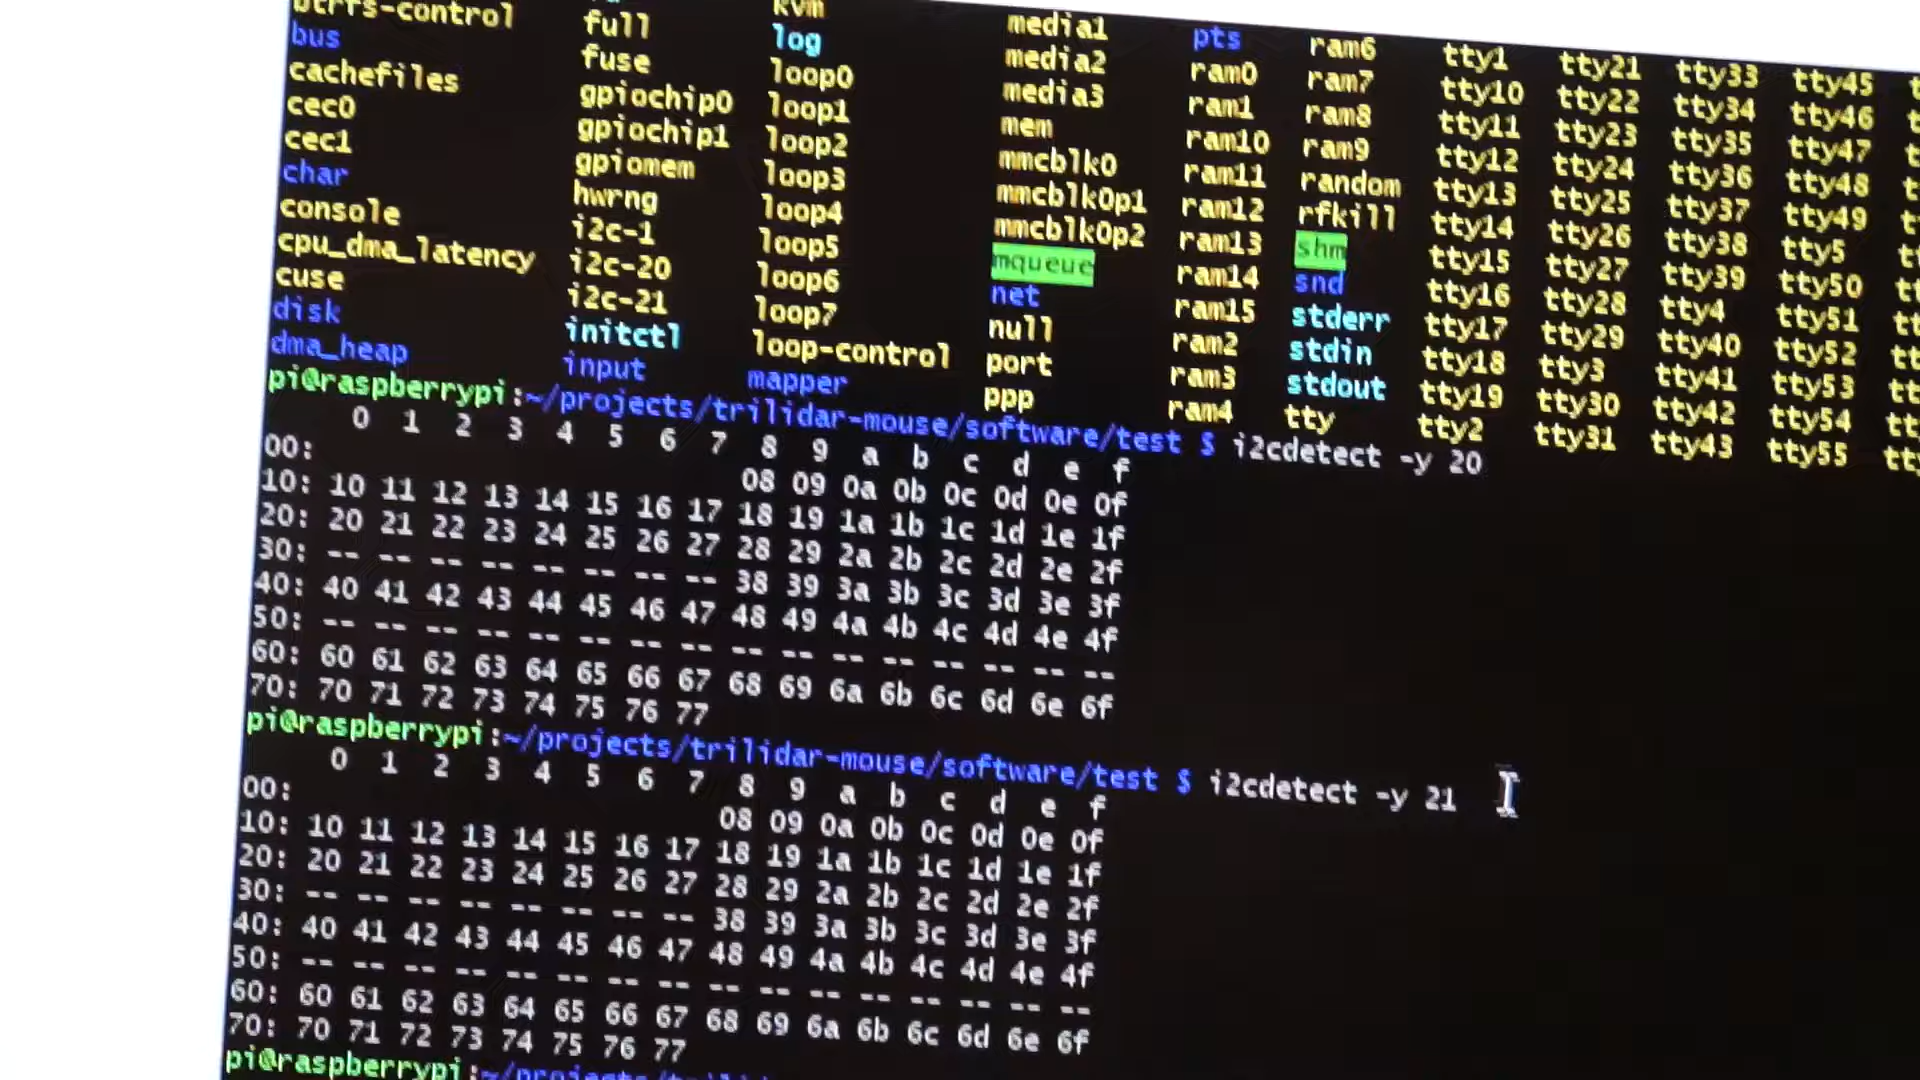 btrfs-control full kvm media1 pts ram6 tty1 tty21 tty33 tty45
bus fuse log media2 ram0 ram7 tty10 tty22 tty34 tty46
cachefiles gpiochip0 loop0 media3 ram1 ram8 tty11 tty23 tty35 tty47
cec0 gpiochip1 loop1 mem ram10 ram9 tty12 tty24 tty36 tty48
cec1 gpiomem loop2 mmcblk0 ram11 random tty13 tty25 tty37 tty49
char hwrng loop3 mmcblk0p1 ram12 rfkill tty14 tty26 tty38 tty5
console i2c-1 loop4 mmcblk0p2 ram13 shm tty15 tty27 tty39 tty50
cpu_dma_latency i2c-20 loop5 mqueue ram14 snd tty16 tty28 tty4 tty51
cuse i2c-21 loop6 net ram15 stderr tty17 tty29 tty40 tty52
disk initctl loop7 null ram2 stdin tty18 tty3 tty41 tty53
dma_heap input loop-control port ram3 stdout tty19 tty30 tty42 tty54
mapper ppp ram4 tty tty2 tty31 tty43 tty55
pi@raspberrypi:~/projects/trilidar-mouse/software/test $ i2cdetect -y 20
0 1 2 3 4 5 6 7 8 9 a b c d e f
00: 08 09 0a 0b 0c 0d 0e 0f
10: 10 11 12 13 14 15 16 17 18 19 1a 1b 1c 1d 1e 1f
20: 20 21 22 23 24 25 26 27 28 29 2a 2b 2c 2d 2e 2f
30: -- -- -- -- -- -- -- -- 38 39 3a 3b 3c 3d 3e 3f
40: 40 41 42 43 44 45 46 47 48 49 4a 4b 4c 4d 4e 4f
50: -- -- -- -- -- -- -- -- -- -- -- -- -- -- -- --
60: 60 61 62 63 64 65 66 67 68 69 6a 6b 6c 6d 6e 6f
70: 70 71 72 73 74 75 76 77
pi@raspberrypi:~/projects/trilidar-mouse/software/test $ i2cdetect -y 21
0 1 2 3 4 5 6 7 8 9 a b c d e f
00: 08 09 0a 0b 0c 0d 0e 0f
10: 10 11 12 13 14 15 16 17 18 19 1a 1b 1c 1d 1e 1f
20: 20 21 22 23 24 25 26 27 28 29 2a 2b 2c 2d 2e 2f
30: -- -- -- -- -- -- -- -- 38 39 3a 3b 3c 3d 3e 3f
40: 40 41 42 43 44 45 46 47 48 49 4a 4b 4c 4d 4e 4f
50: -- -- -- -- -- -- -- -- -- -- -- -- -- -- -- --
60: 60 61 62 63 64 65 66 67 68 69 6a 6b 6c 6d 6e 6f
70: 70 71 72 73 74 75 76 77
pi@raspberrypi:~/projects/